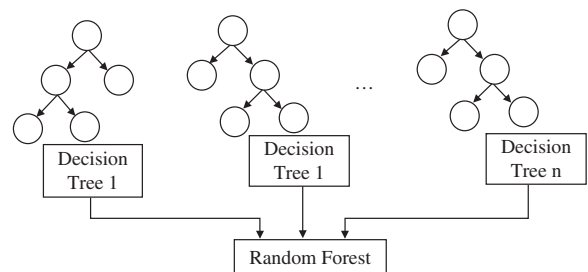 ...
Decision
Tree 1
Decision
Tree 1
Decision
Tree n
Random Forest